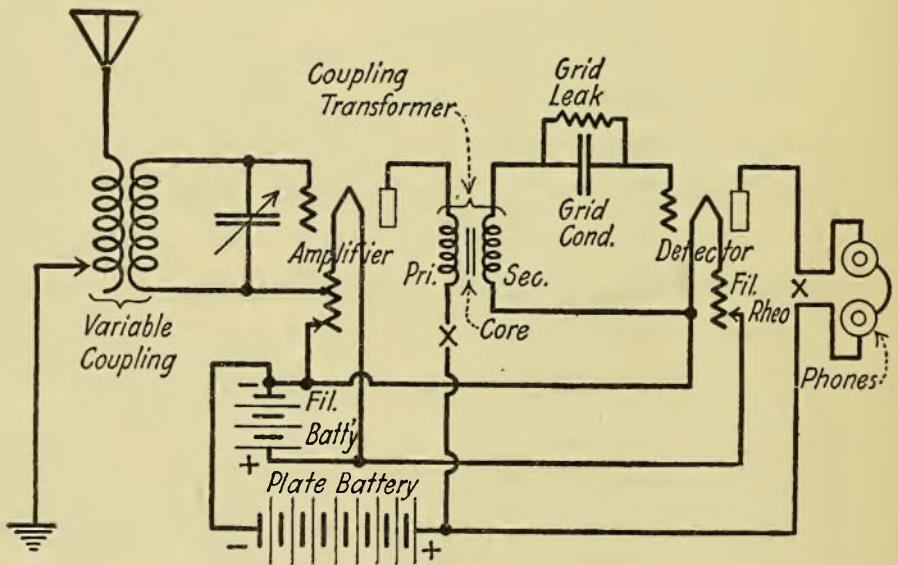 Coupling
Transformer
Grid
Leak
Grid
Cond.
Amplifier
Detector
Pri.
Sec.
Fil.
Rheo
Variable
Coupling
Core
X
X
Phones
-
Fil.
Batt'y
+
Plate Battery
-
+